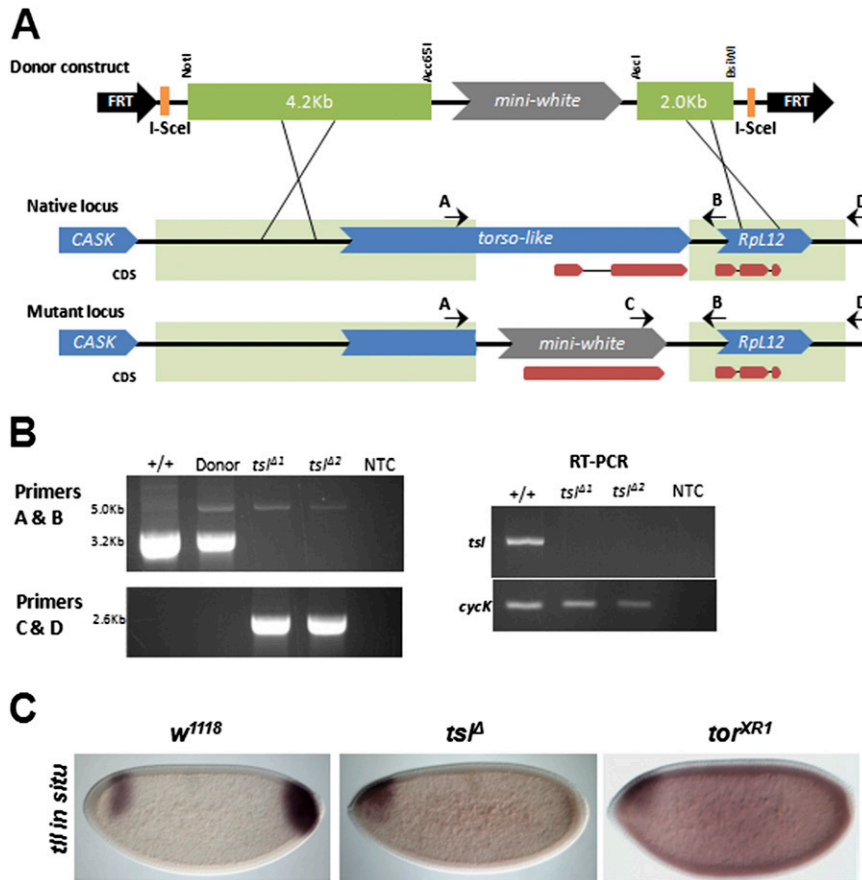 A
Donor construct
NotI
Acc65I
AscI
BsiWI
FRT
4.2Kb
mini-white
2.0Kb
FRT
I-SceI
I-SceI
Native locus
A
B
D
CASK
torso-like
RpL12
CDS
Mutant locus
A
C
B
D
CASK
mini-white
RpL12
CDS
B
+/+ Donor tslΔ1 tslΔ2 NTC
Primers
A & B
5.0Kb
3.2Kb
Primers
C & D
2.6Kb
RT-PCR
+/+ tslΔ1 tslΔ2 NTC
tsl
cycK
C
w1118 tslΔ torXR1
tll in situ